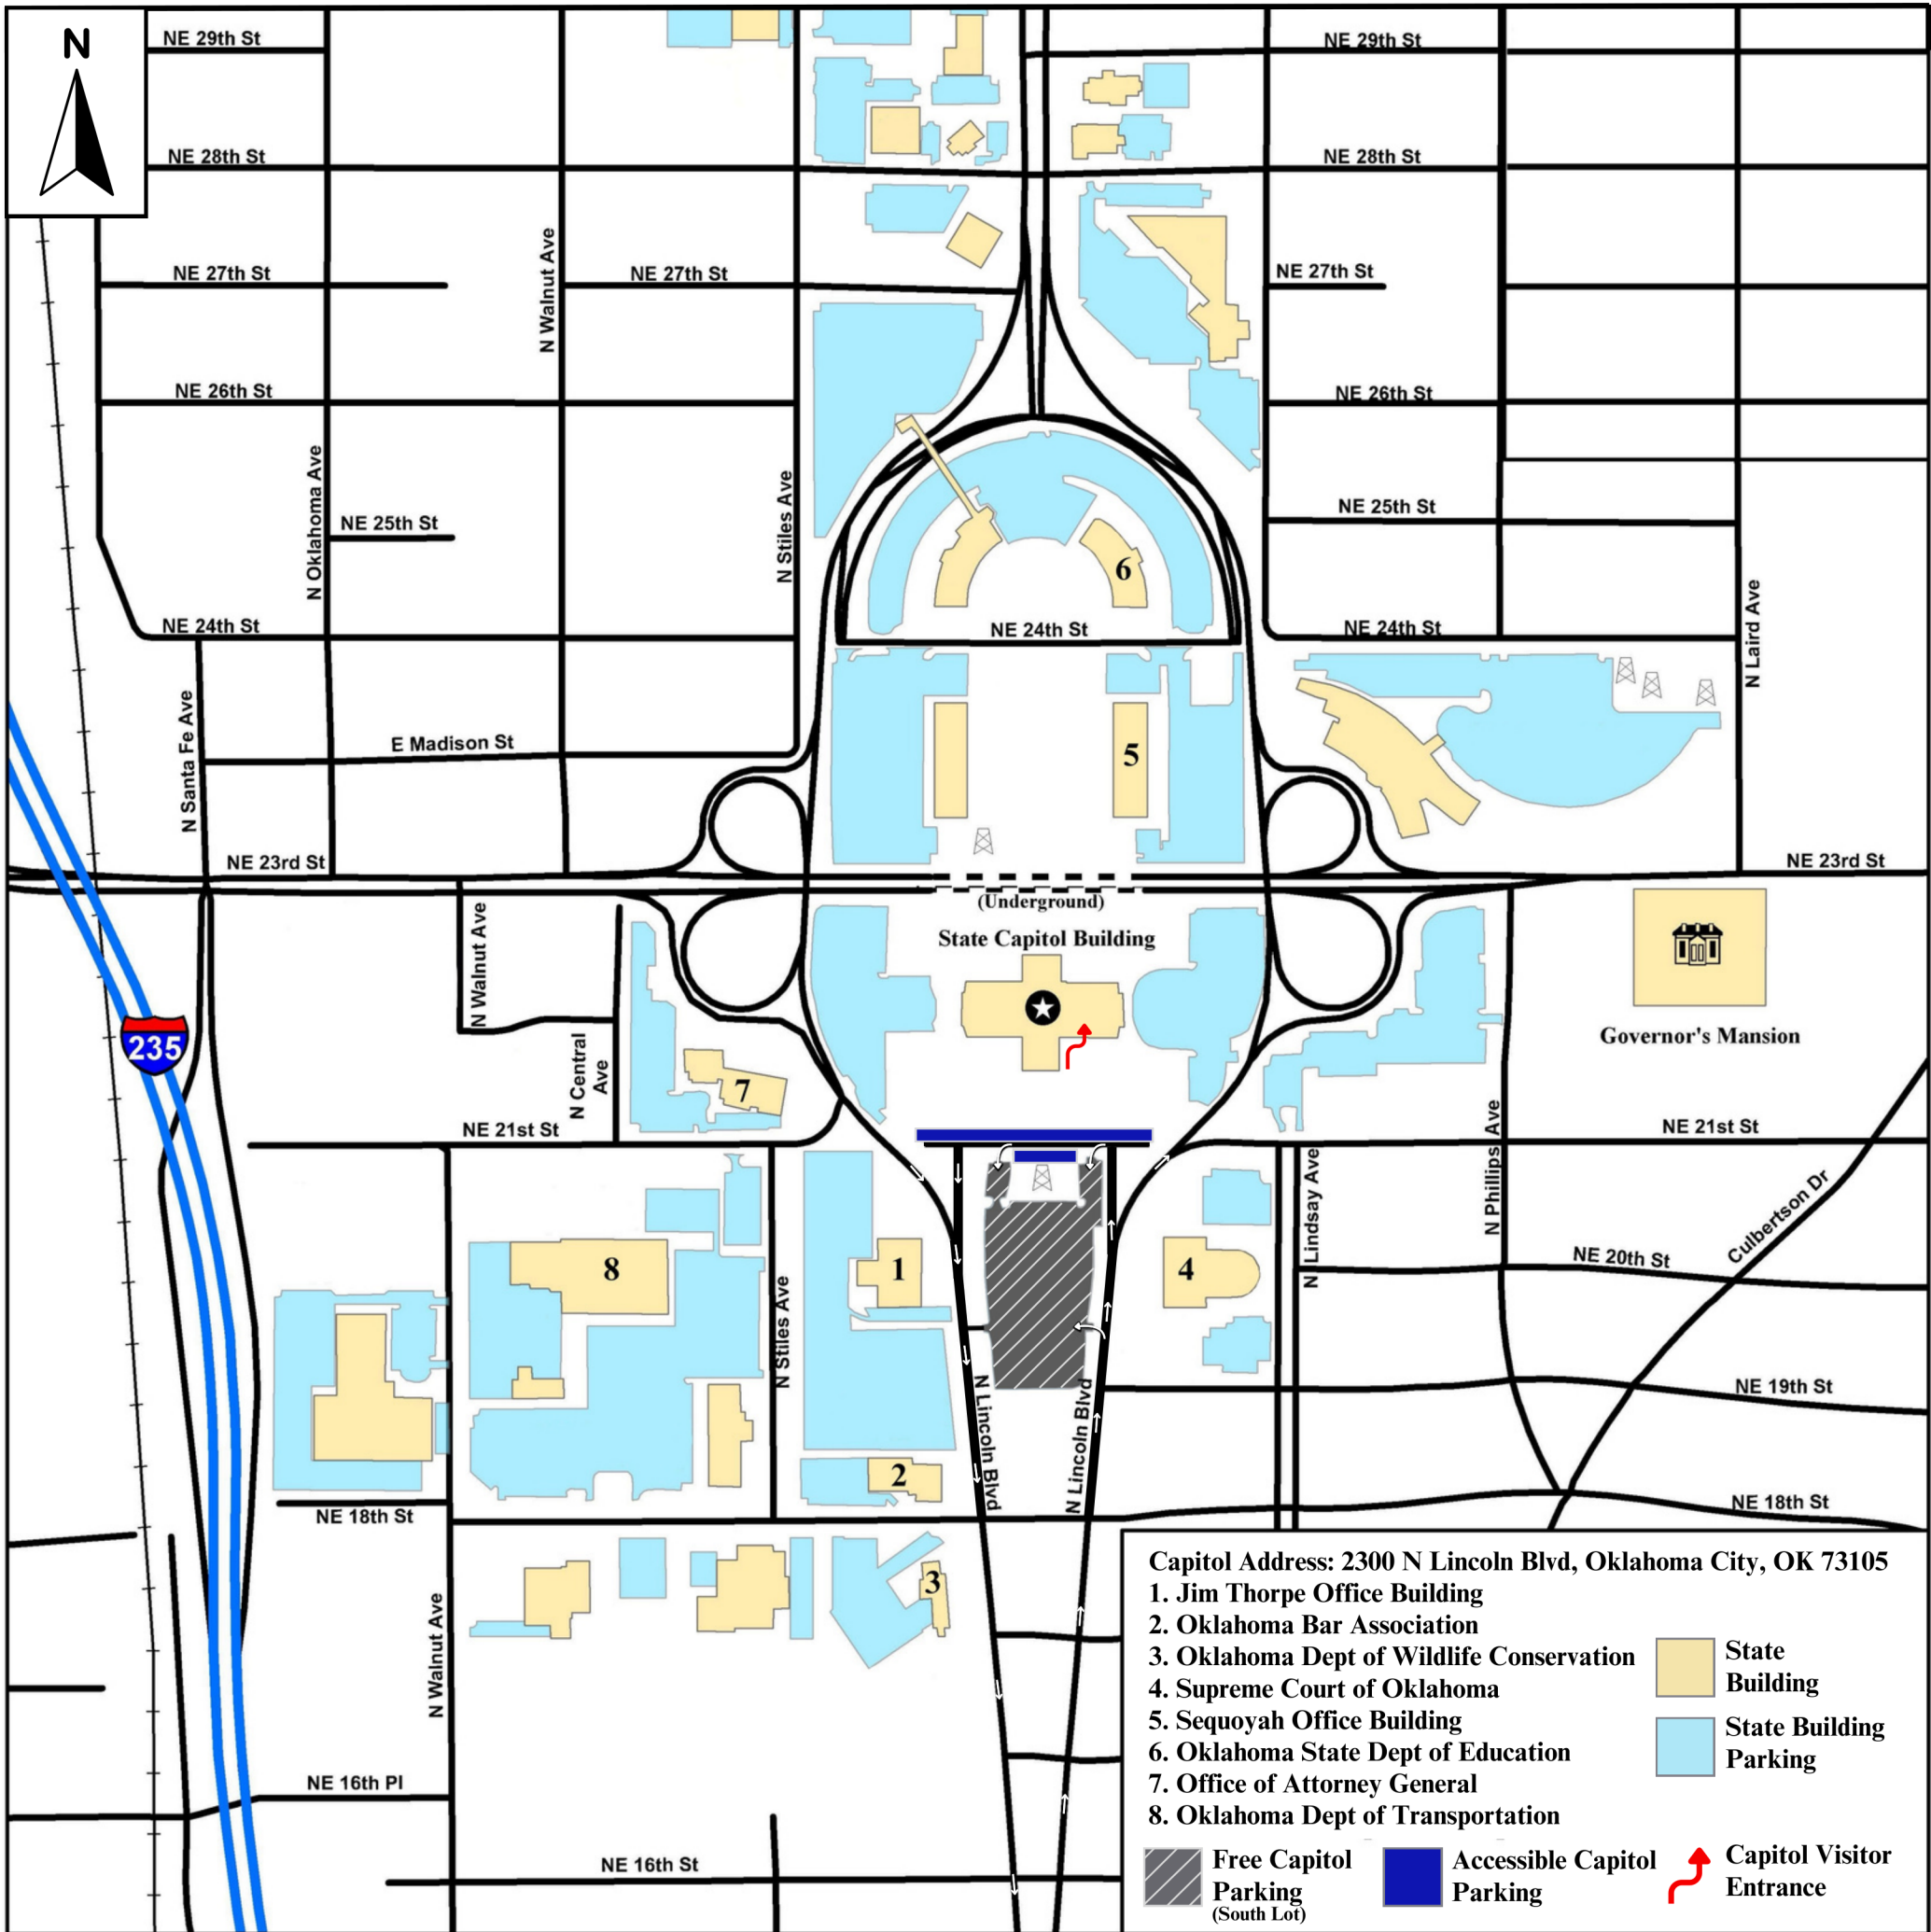 N
NE 29th St
NE 29th St
NE 28th St
NE 28th St
N Walnut Ave
NE 27th St
NE 27th St
NE 27th St
NE 26th St
NE 26th St
N Oklahoma Ave
N Stiles Ave
NE 25th St
NE 25th St
6
NE 24th St
NE 24th St
NE 24th St
N Laird Ave
N Santa Fe Ave
E Madison St
5
NE 23rd St
NE 23rd St
(Underground)
State Capitol Building
N Walnut Ave
235
N Central
Ave
Governor's Mansion
7
NE 21st St
NE 21st St
N Phillips Ave
N Lindsay Ave
Culbertson Dr
8
1
4
NE 20th St
N Stiles Ave
NE 19th St
N Lincoln Blvd
N Lincoln Blvd
2
NE 18th St
NE 18th St
3
N Walnut Ave
NE 16th Pl
NE 16th St
Capitol Address: 2300 N Lincoln Blvd, Oklahoma City, OK 73105
1. Jim Thorpe Office Building
2. Oklahoma Bar Association
3. Oklahoma Dept of Wildlife Conservation
4. Supreme Court of Oklahoma
5. Sequoyah Office Building
6. Oklahoma State Dept of Education
7. Office of Attorney General
8. Oklahoma Dept of Transportation
State
Building
State Building
Parking
Free Capitol
Parking
(South Lot)
Accessible Capitol
Parking
Capitol Visitor
Entrance